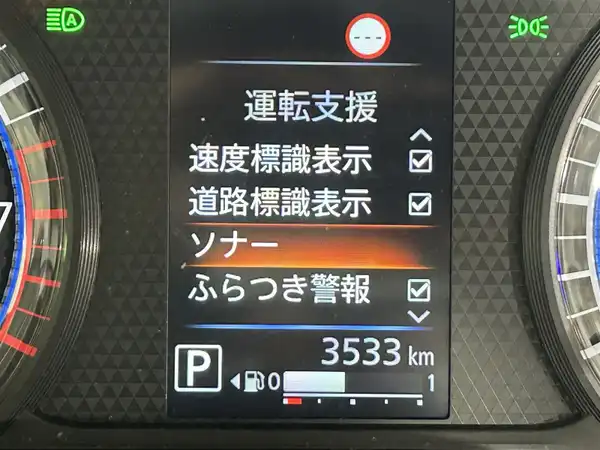 A
---
運転支援
速度標識表示
道路標識表示
ソナー
ふらつき警報
7
3533 km
P
0 1